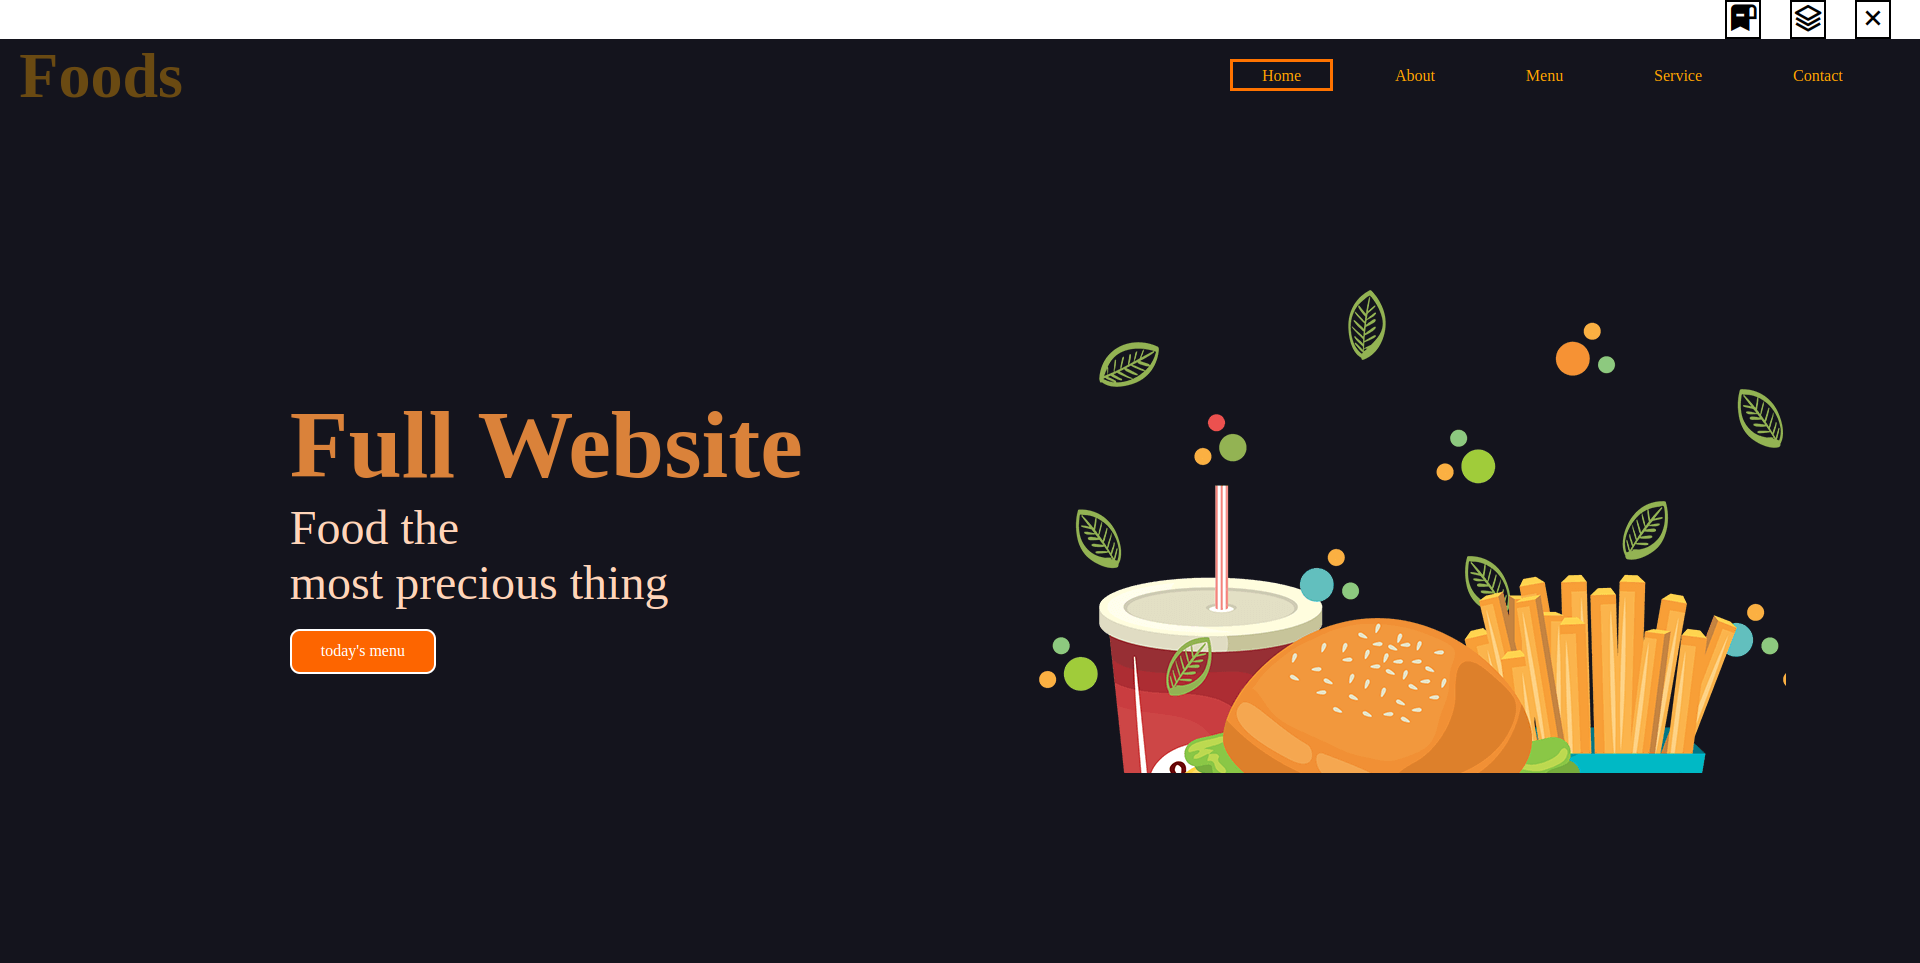 Foods
Home
About
Menu
Service
Contact
Full Website
Food the
most precious thing
today's menu